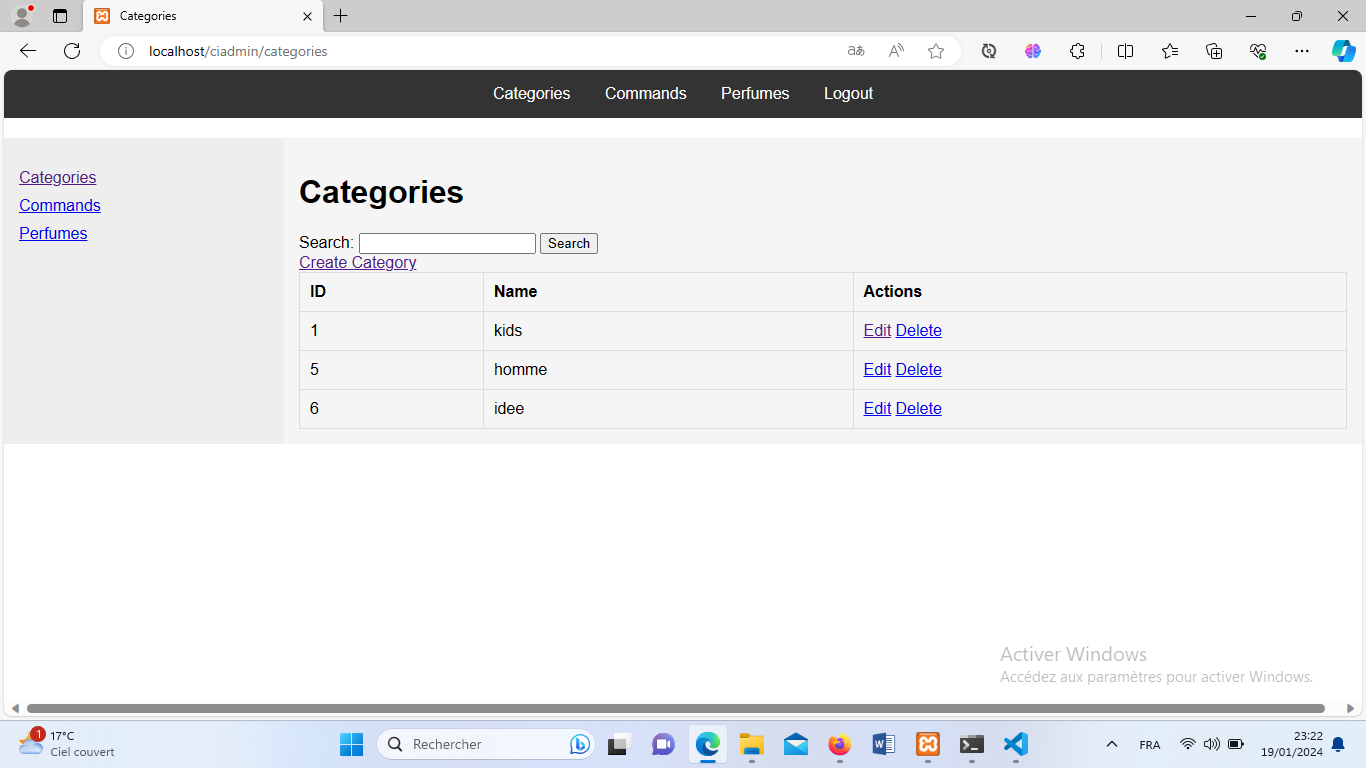 Categories
localhost/ciadmin/categories
Categories Commands Perfumes Logout
Categories
Commands
Perfumes
Categories
Search: Search
Create Category
ID Name Actions
1 kids Edit Delete
5 homme Edit Delete
6 idee Edit Delete
Activer Windows
Accédez aux paramètres pour activer Windows.
1
17°C
Ciel couvert
Rechercher
FRA
23:22
19/01/2024